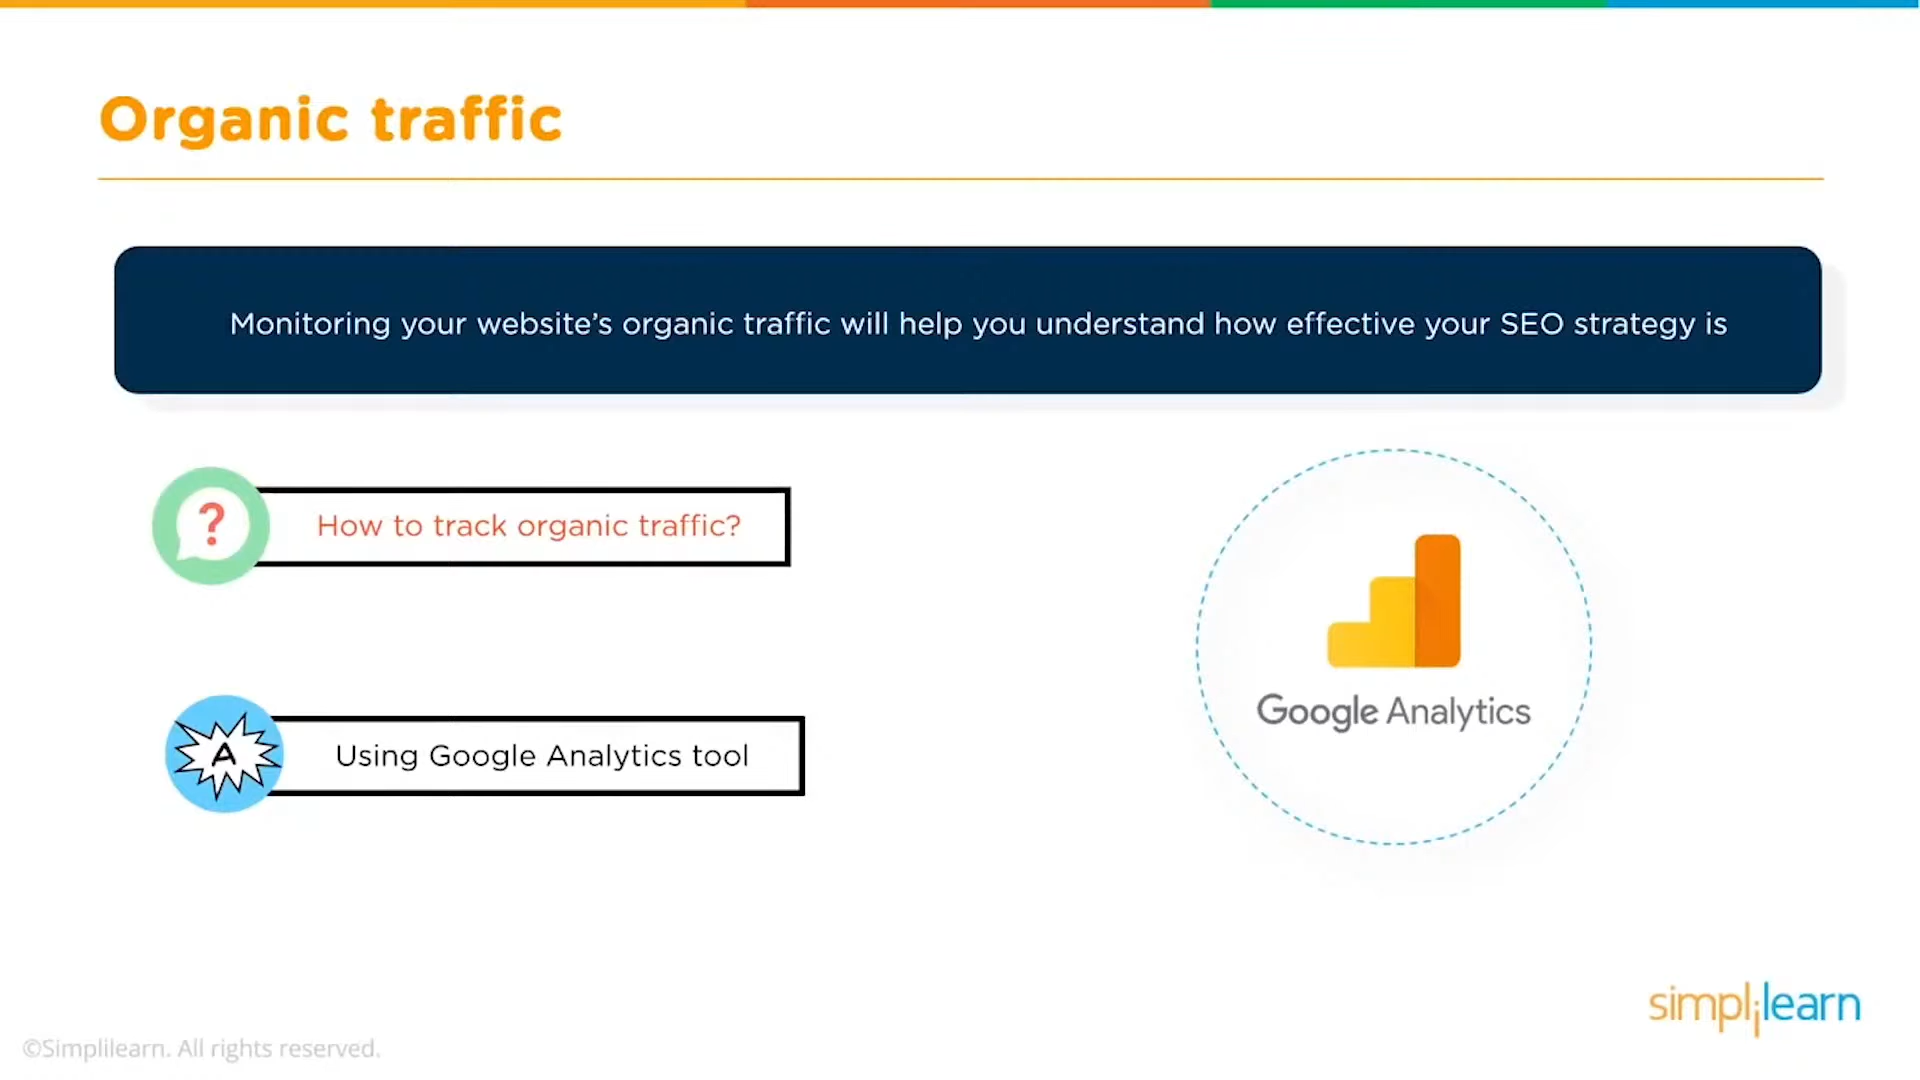 Organic traffic
Monitoring your website’s organic traffic will help you understand how effective your SEO strategy is
?
How to track organic traffic?
Google Analytics
A
Using Google Analytics tool
simplilearn
©Simplilearn. All rights reserved.